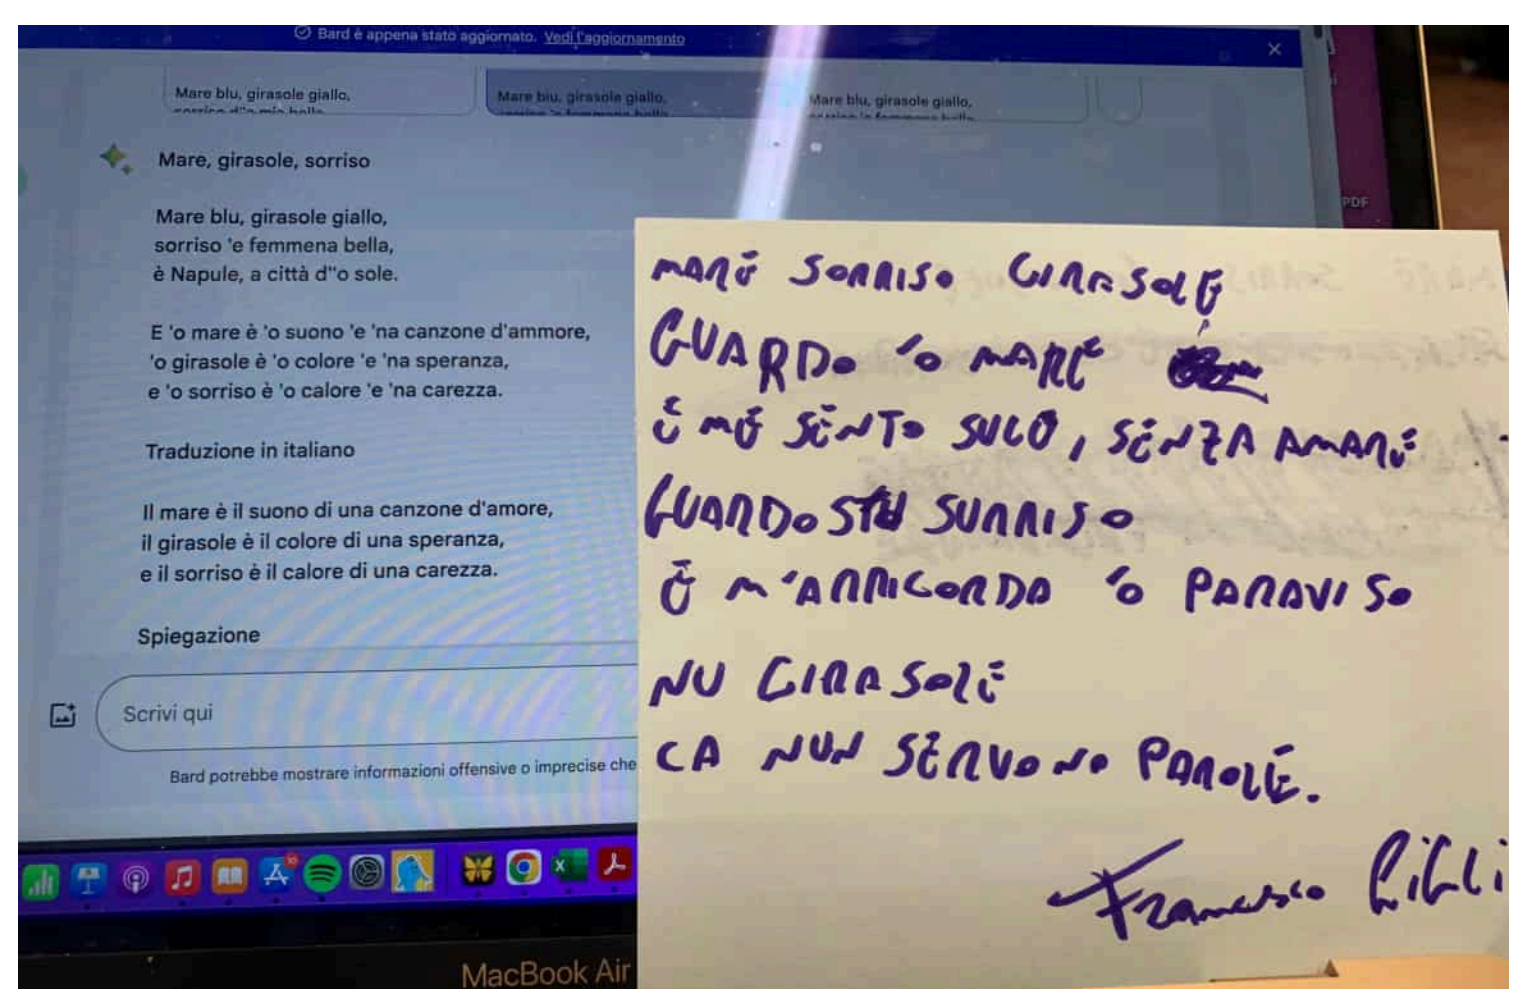 Bard è appena stato aggiornato. Vedi l'aggiornamento
Mare blu, girasole giallo,
Mare blu, girasole giallo,
Mare blu, girasole giallo,
sorriso 'e femmena bella
Mare, girasole, sorriso
Mare blu, girasole giallo,
sorriso 'e femmena bella,
è Napule, a città d''o sole.
E 'o mare è 'o suono 'e 'na canzone d'ammore,
'o girasole è 'o colore 'e 'na speranza,
e 'o sorriso è 'o calore 'e 'na carezza.
Traduzione in italiano
Il mare è il suono di una canzone d'amore,
il girasole è il colore di una speranza,
e il sorriso è il calore di una carezza.
Spiegazione
Scrivi qui
Bard potrebbe mostrare informazioni offensive o imprecise che
MacBook Air
PDF
MARE SORRISO GIRASOLE
GUARDO 'O MARE
E ME SENTO SULO, SENZA AMARE
GUARDO STU SURRISO
E M'ARRICORDA 'O PARAVISO
NU GIRASOLE
CA NUN SERVONO PAROLE.
Francesco